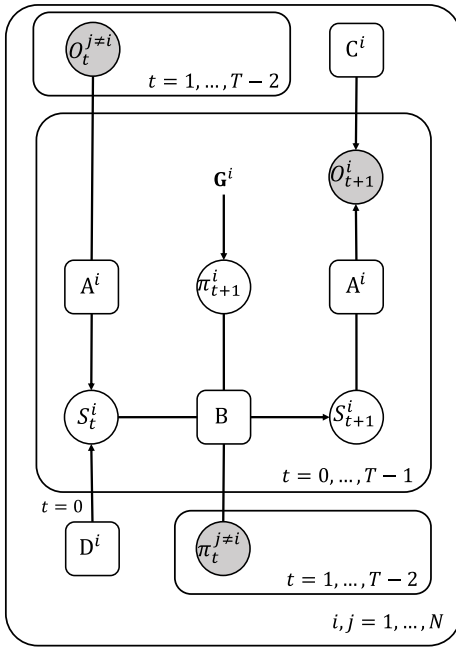 O_t^{j≠i}
C^i
t = 1, ... , T − 2
O_{t+1}^i
G^i
A^i
π_{t+1}^i
A^i
S_t^i
B
S_{t+1}^i
t = 0, ... , T − 1
t = 0
D^i
π_t^{j≠i}
t = 1, ... , T − 2
i, j = 1, ... , N